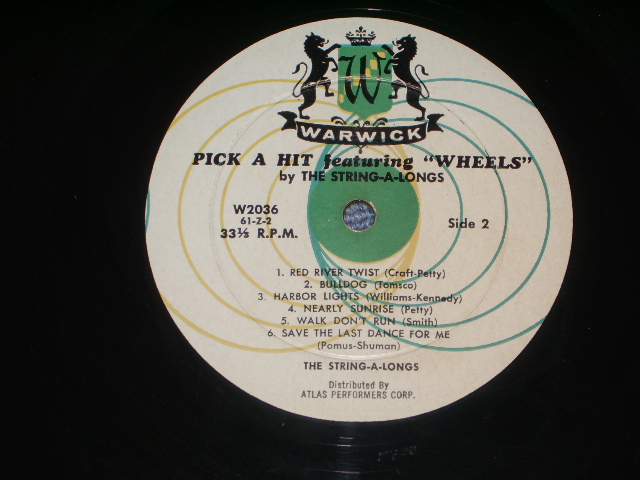 W
WARWICK
PICK A HIT featuring "WHEELS"
by THE STRING-A-LONGS
W2036
61-Z-2
33⅓ R.P.M.
Side 2
1. RED RIVER TWIST (Craft-Petty)
2. BULLDOG (Tomsco)
3. HARBOR LIGHTS (Williams-Kennedy)
4. NEARLY SUNRISE (Petty)
5. WALK DON'T RUN (Smith)
6. SAVE THE LAST DANCE FOR ME
(Pomus-Shuman)
THE STRING-A-LONGS
Distributed By
ATLAS PERFORMERS CORP.